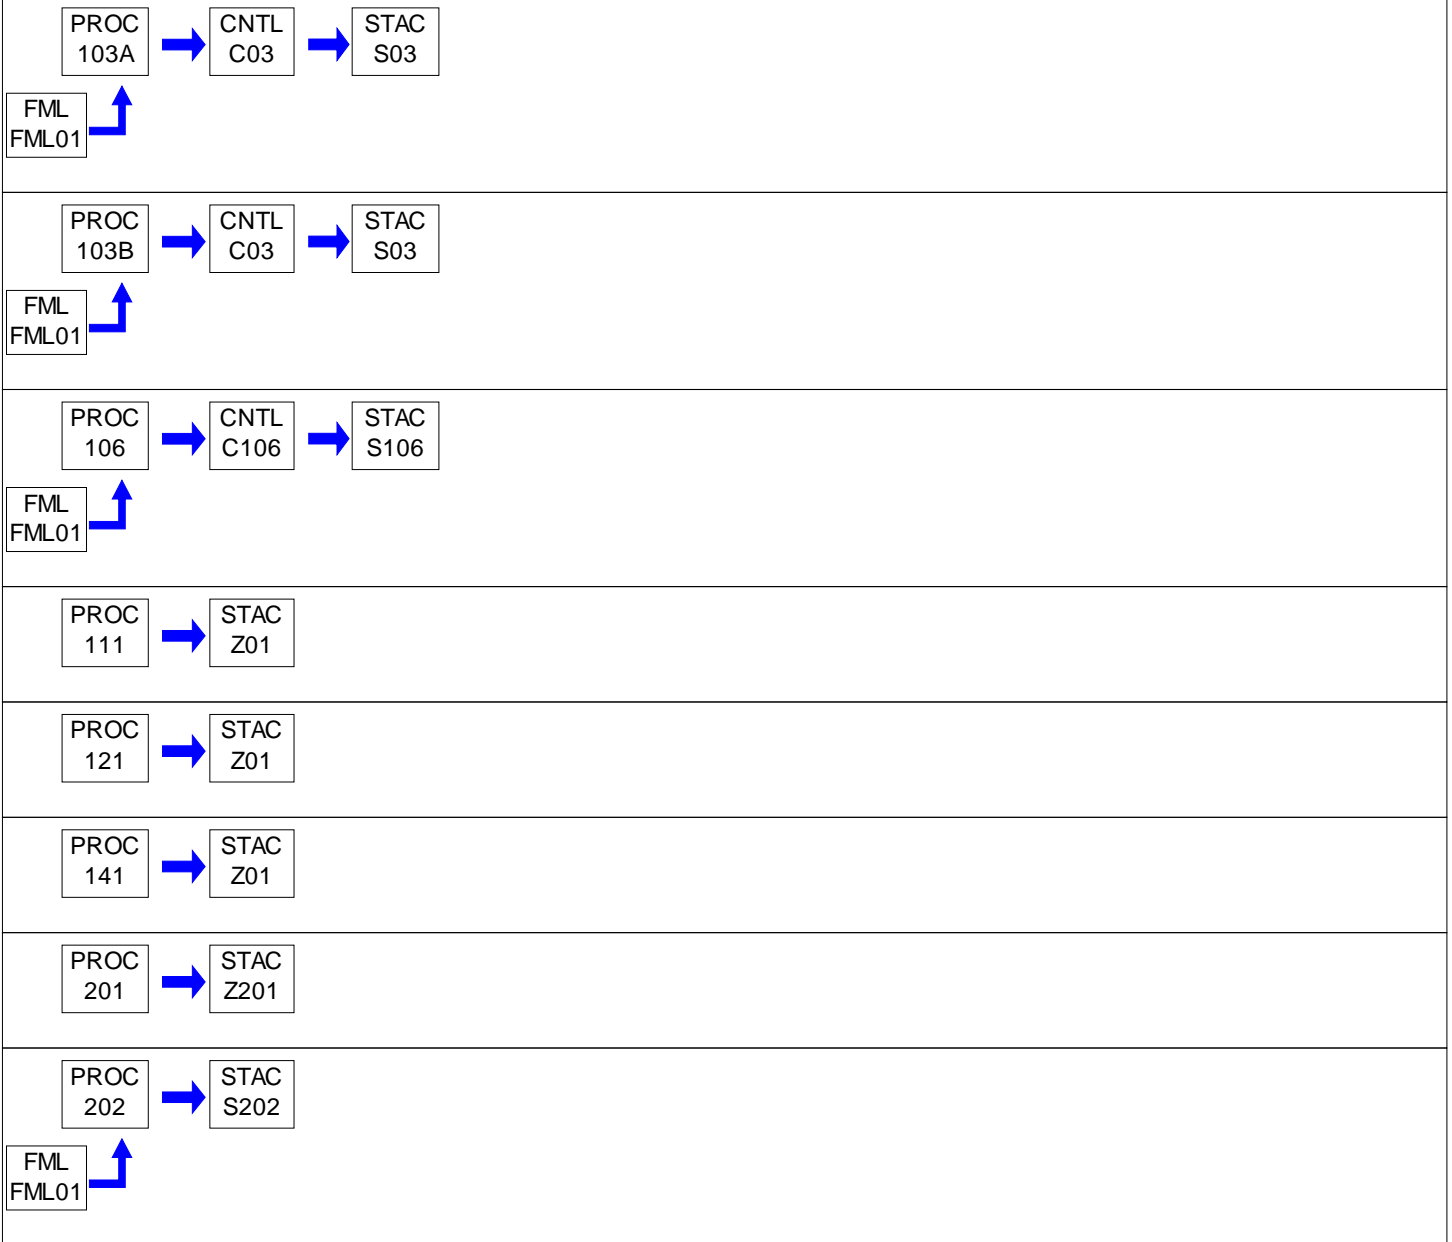 PROC
103A
CNTL
C03
STAC
S03
FML
FML01
PROC
103B
CNTL
C03
STAC
S03
FML
FML01
PROC
106
CNTL
C106
STAC
S106
FML
FML01
PROC
111
STAC
Z01
PROC
121
STAC
Z01
PROC
141
STAC
Z01
PROC
201
STAC
Z201
PROC
202
STAC
S202
FML
FML01